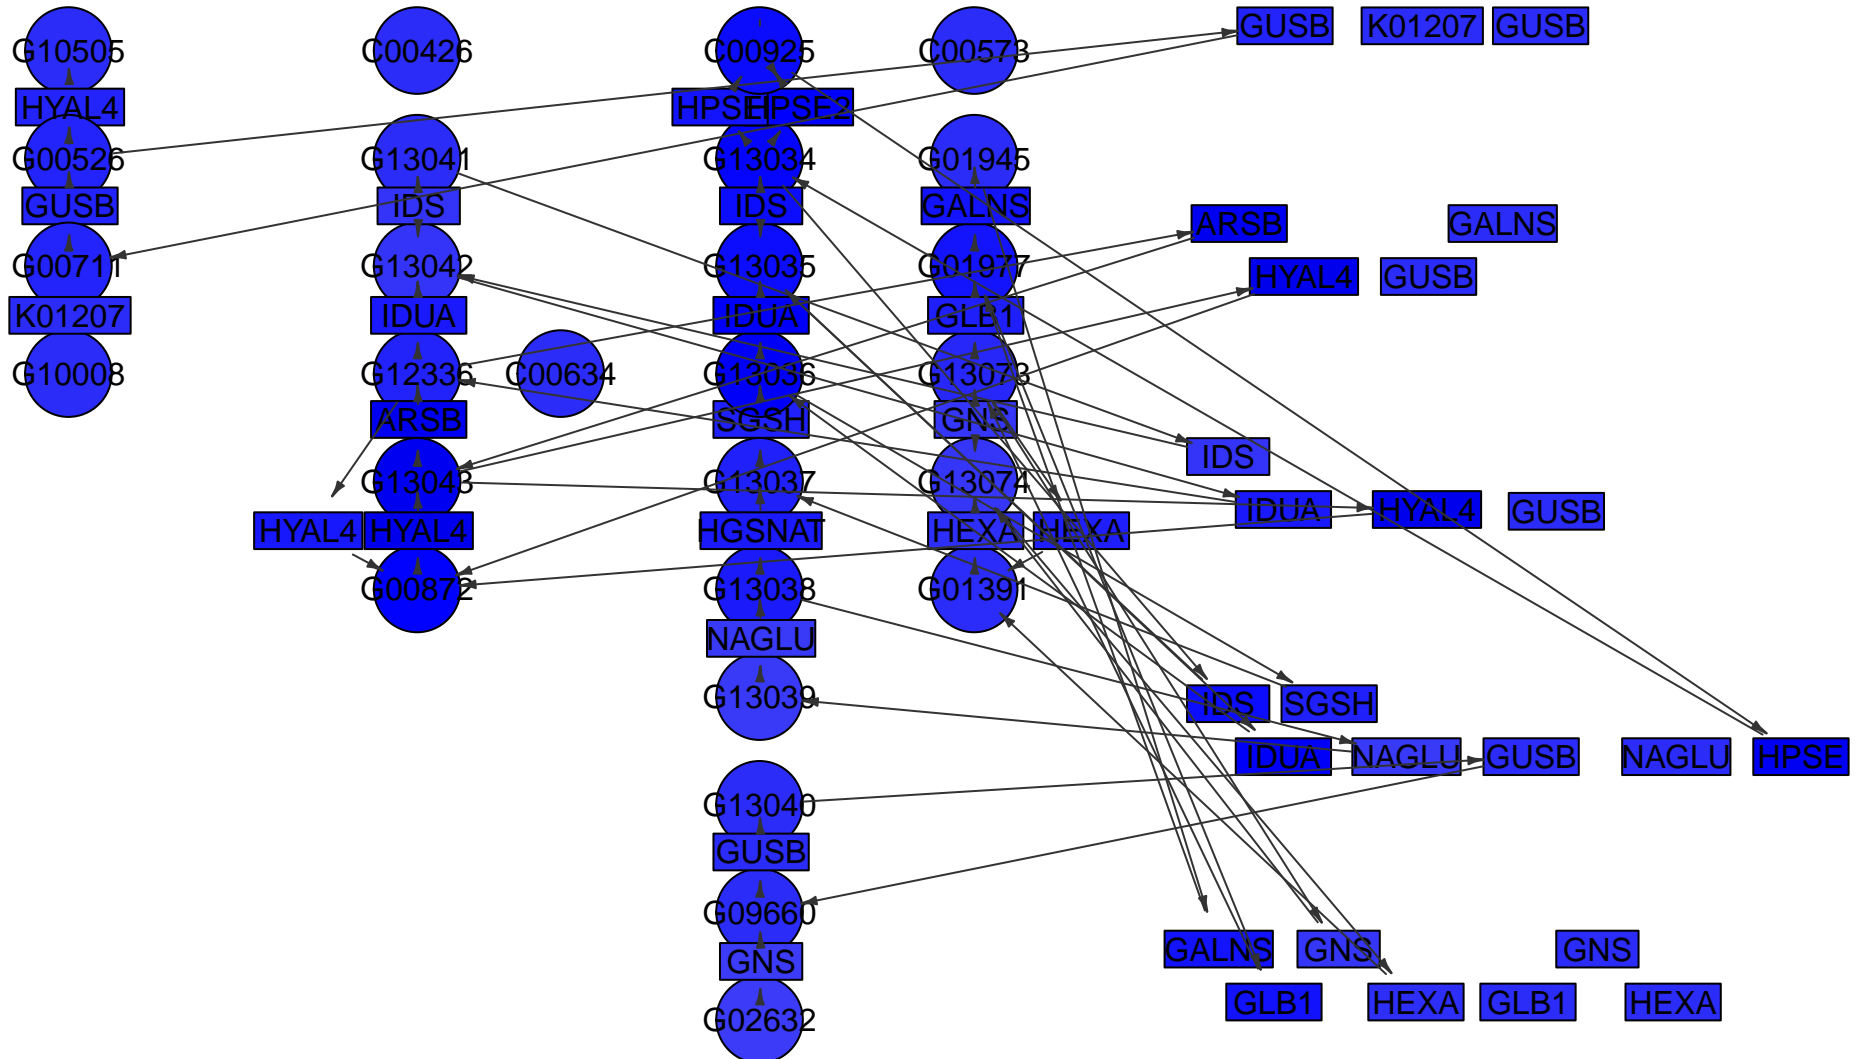 GUSB K01207 GUSB
G10505 C00426 C00925 C00573
HYAL4 HPSE HPSE2
G00526 G13041 G13034 G01945
GUSB IDS IDS GALNS
ARSB GALNS
G00711 G13042 G13035 G01977
HYAL4 GUSB
K01207 IDUA IDUA GLB1
G10008 G12336 C00634 G13036 G13073
ARSB SGSH GNS
IDS
G13043 G13037 G13074
IDUA HYAL4 GUSB
HYAL4 HYAL4 HGSNAT HEXA HEXA
G00872 G13038 G01391
NAGLU
G13039
IDS SGSH
IDUA NAGLU GUSB NAGLU HPSE
G13040
GUSB
G09660
GALNS GNS GNS
GNS
GLB1 HEXA GLB1 HEXA
G02632